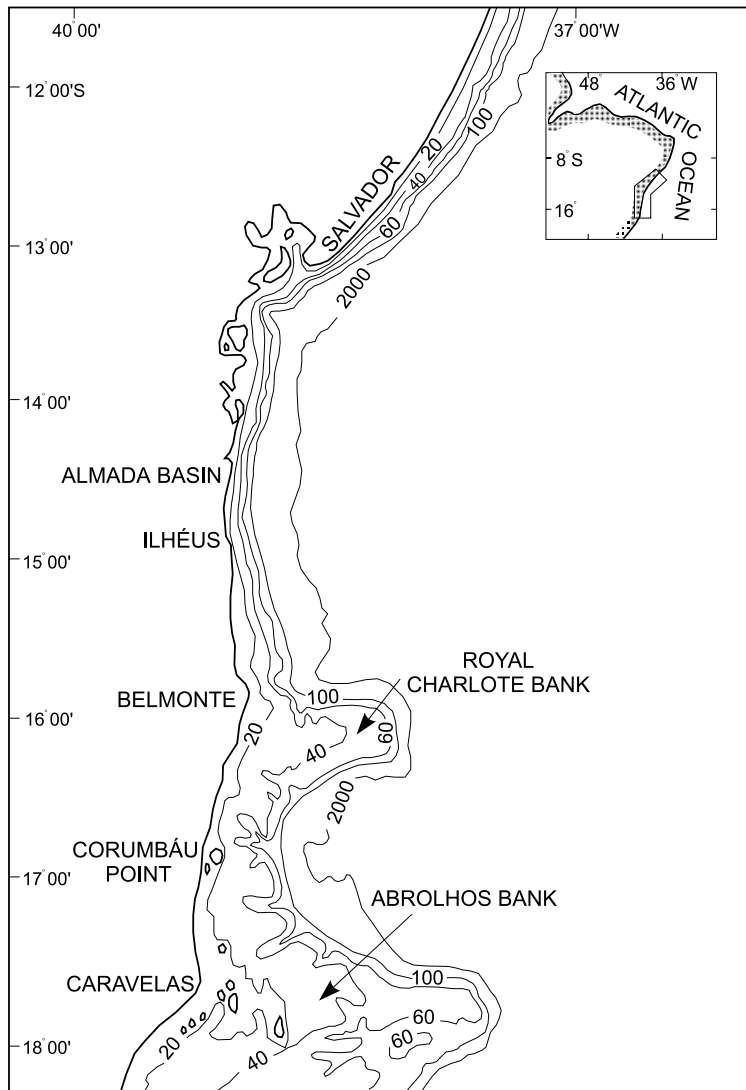 40°00'
37°00'W
12°00'S
13°00'
14°00'
15°00'
16°00'
17°00'
18°00'
48°
36°W
ATLANTIC
OCEAN
8°S
16°
100
20
40
60
SALVADOR
2000
ALMADA BASIN
ILHÉUS
ROYAL
CHARLOTE BANK
BELMONTE
100
20
60
40
2000
CORUMBÁU
POINT
ABROLHOS BANK
CARAVELAS
100
60
20
40
60